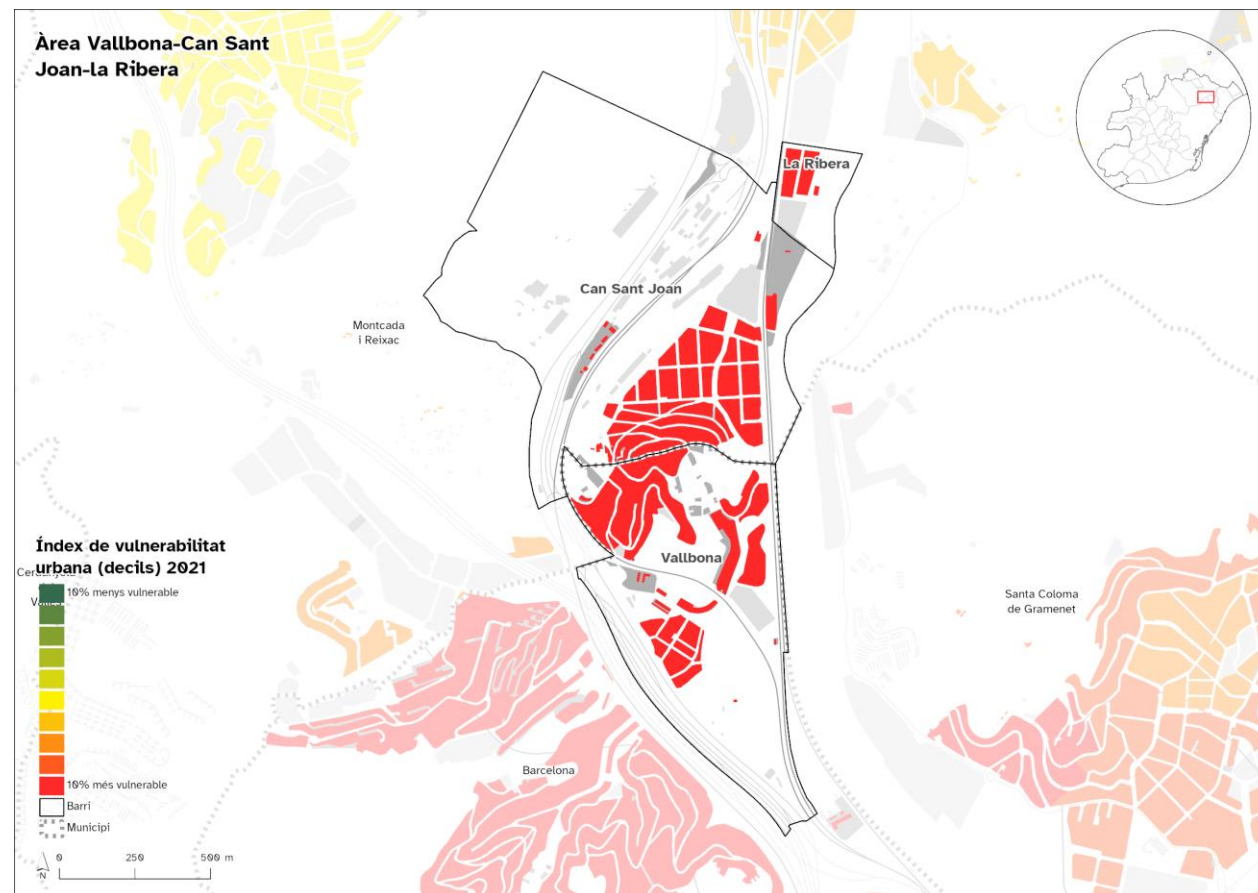 Àrea Vallbona-Can Sant
Joan-la Ribera
La Ribera
Can Sant Joan
Montcada
i Reixac
Vallbona
Santa Coloma
de Gramenet
Barcelona
Índex de vulnerabilitat
urbana (decils) 2021
10% menys vulnerable
10% més vulnerable
Barri
Municipi
0 250 500 m
N